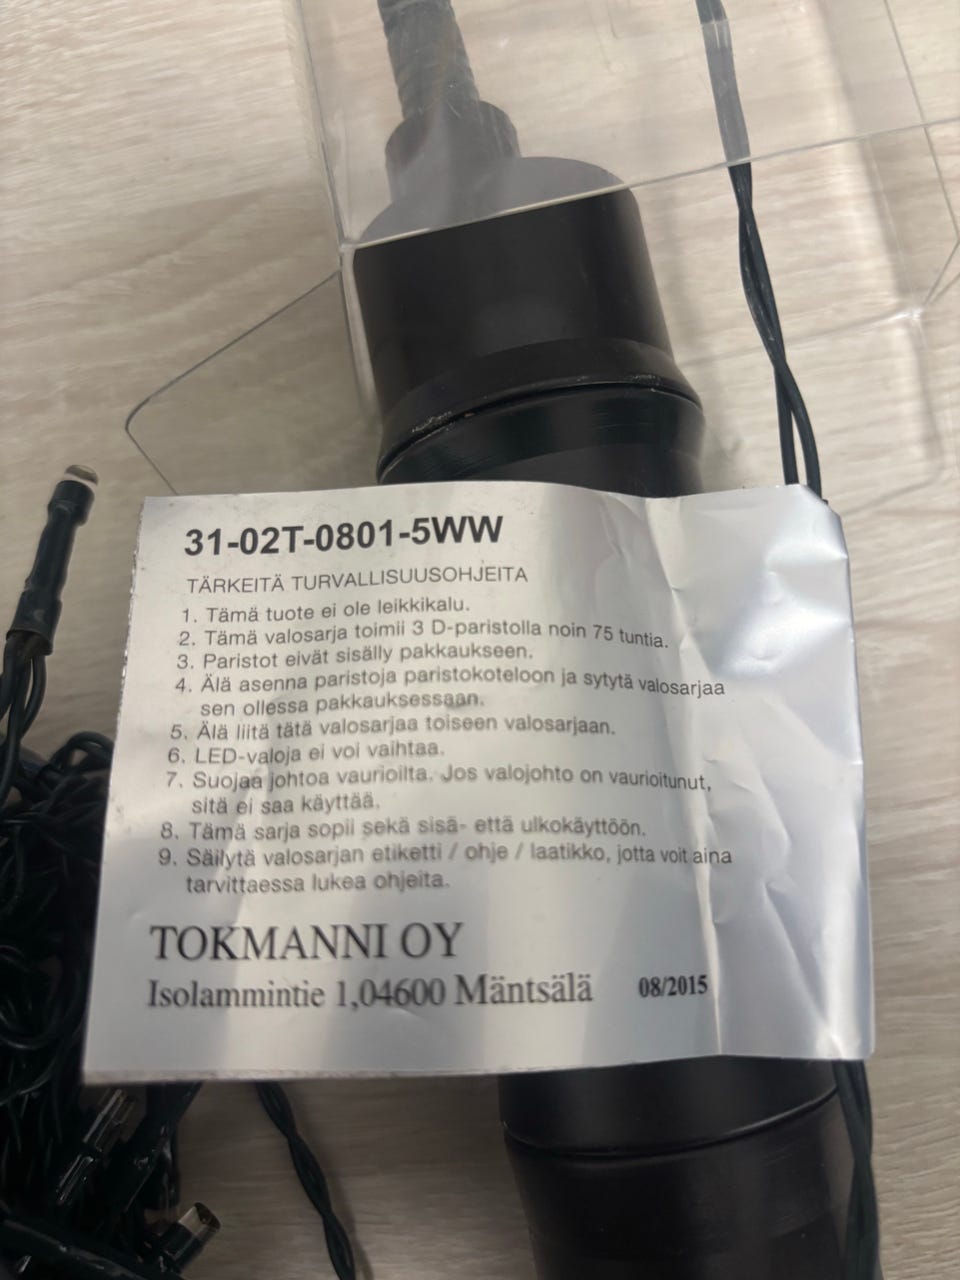 31-02T-0801-5WW
TÄRKEITÄ TURVALLISUUSOHJEITA
1. Tämä tuote ei ole leikkikalu.
2. Tämä valosarja toimii 3 D-paristolla noin 75 tuntia.
3. Paristot eivät sisälly pakkaukseen.
4. Älä asenna paristoja paristokoteloon ja sytytä valosarjaa
sen ollessa pakkauksessaan.
5. Älä liitä tätä valosarjaa toiseen valosarjaan.
6. LED-valoja ei voi vaihtaa.
7. Suojaa johtoa vaurioilta. Jos valojohto on vaurioitunut,
sitä ei saa käyttää.
8. Tämä sarja sopii sekä sisä- että ulkokäyttöön.
9. Säilytä valosarjan etiketti / ohje / laatikko, jotta voit aina
tarvittaessa lukea ohjeita.
TOKMANNI OY
Isolammintie 1,04600 Mäntsälä 08/2015